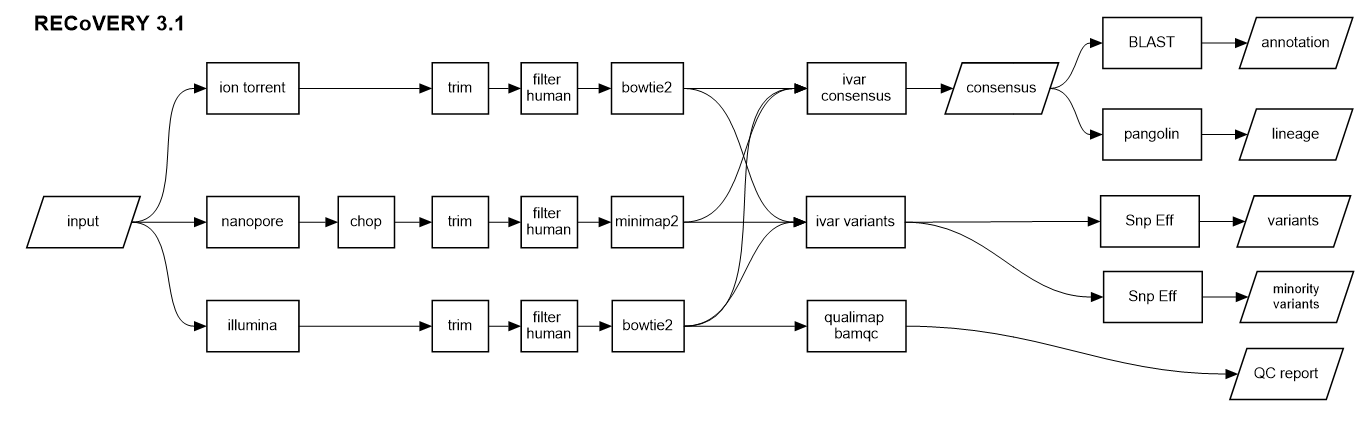 RECoVERY 3.1
BLAST
annotation
ion torrent
trim
filter
human
bowtie2
ivar
consensus
consensus
pangolin
lineage
input
nanopore
chop
trim
filter
human
minimap2
ivar variants
Snp Eff
variants
Snp Eff
minority
variants
illumina
trim
filter
human
bowtie2
qualimap
bamqc
QC report